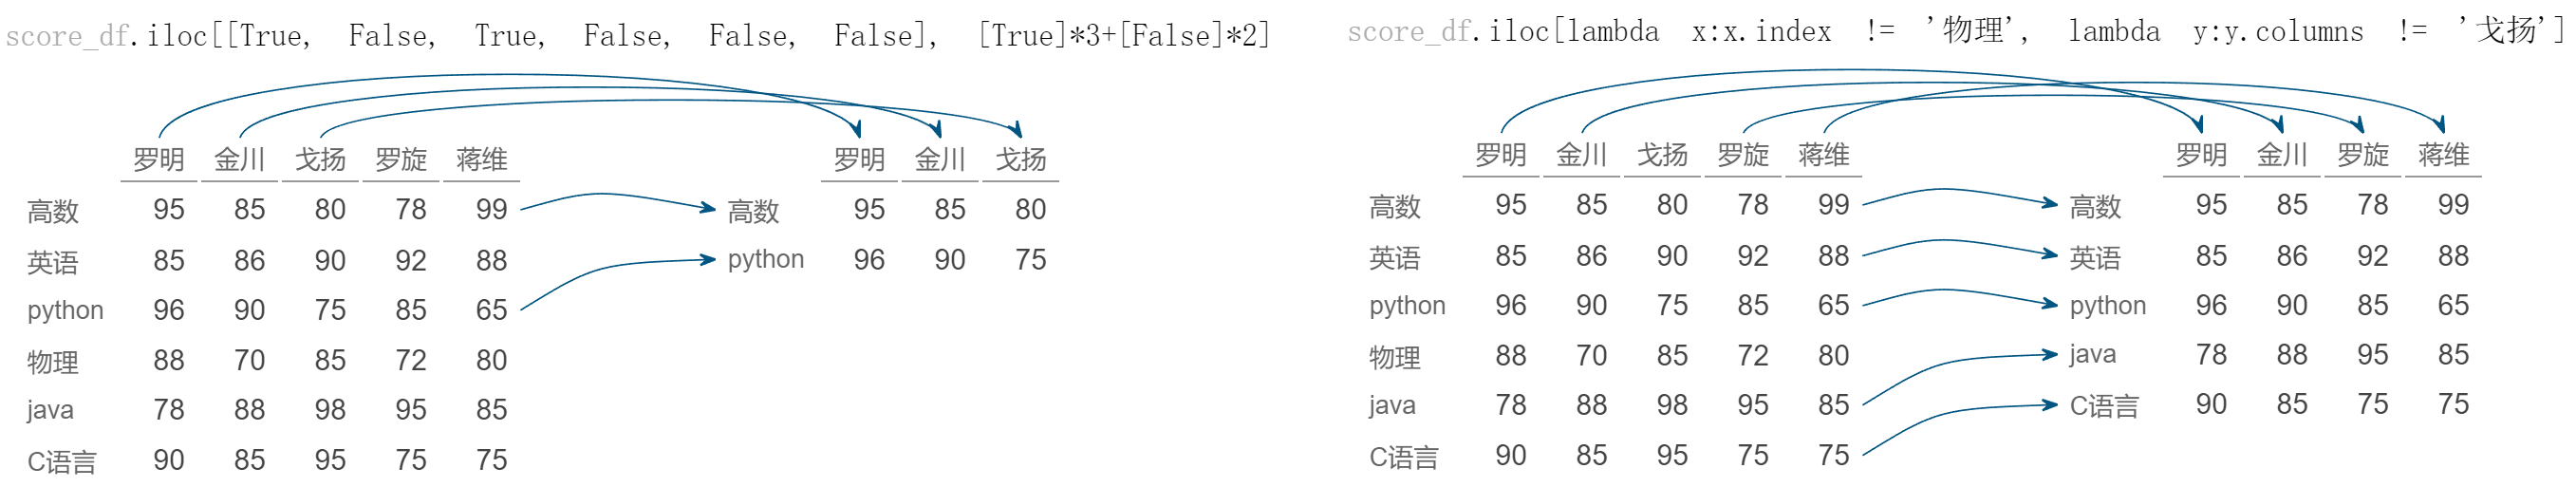 score_df.iloc[[True, False, True, False, False, False], [True]*3+[False]*2]
罗明 金川 戈扬 罗旋 蒋维
高数 95 85 80 78 99
英语 85 86 90 92 88
python 96 90 75 85 65
物理 88 70 85 72 80
java 78 88 98 95 85
C语言 90 85 95 75 75
罗明 金川 戈扬
高数 95 85 80
python 96 90 75
score_df.iloc[lambda x:x.index != '物理', lambda y:y.columns != '戈扬']
罗明 金川 戈扬 罗旋 蒋维
高数 95 85 80 78 99
英语 85 86 90 92 88
python 96 90 75 85 65
物理 88 70 85 72 80
java 78 88 98 95 85
C语言 90 85 95 75 75
罗明 金川 罗旋 蒋维
高数 95 85 78 99
英语 85 86 92 88
python 96 90 85 65
java 78 88 95 85
C语言 90 85 75 75